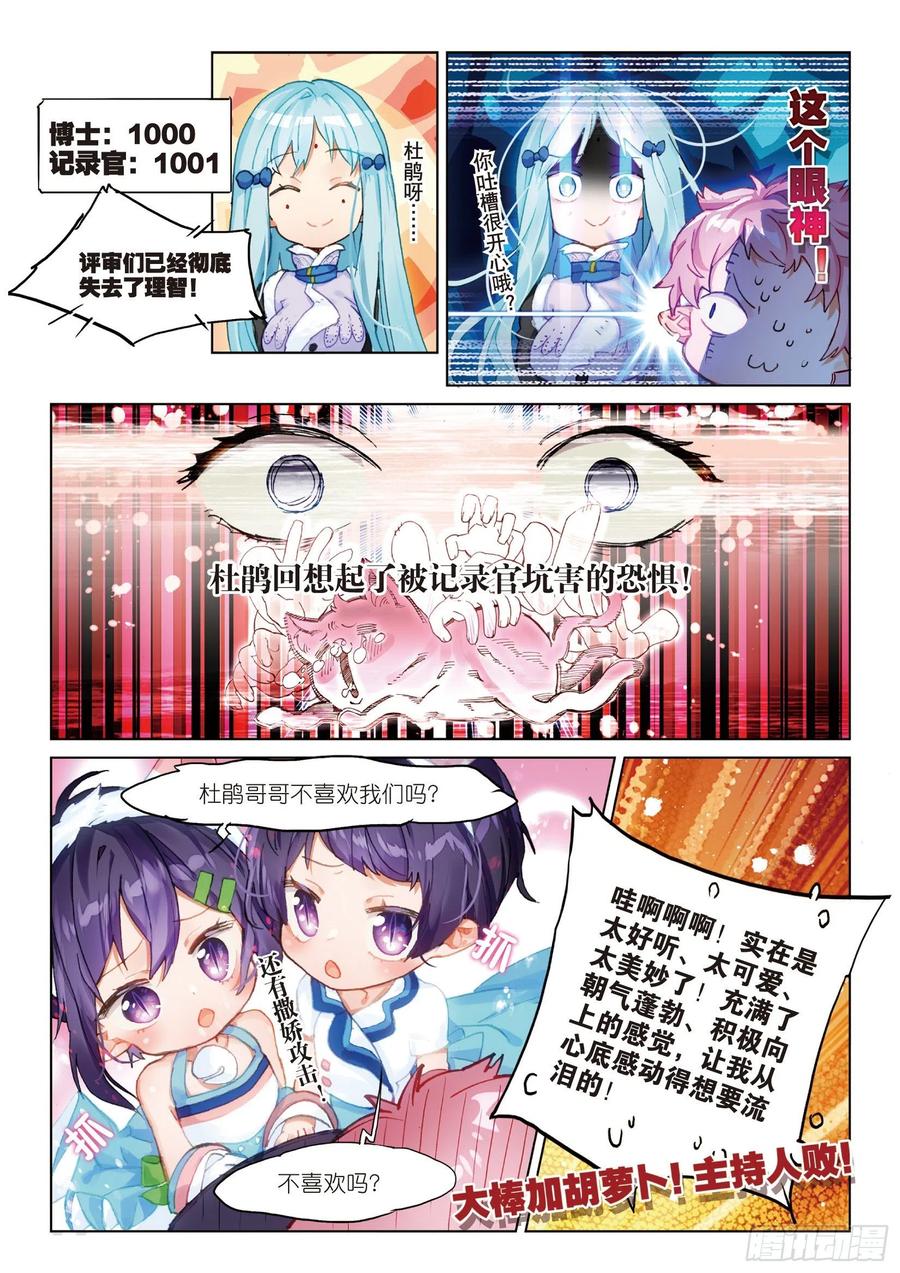 博士：1000
记录官：1001
评审们已经彻底
失去了理智！
杜鹃呀……
你吐槽很开心哦？
这个眼神！
杜鹃回想起了被记录官坑害的恐惧！
杜鹃哥哥不喜欢我们吗？
还有撒娇攻击！
抓
抓
不喜欢吗？
哇啊啊啊！实在是
太好听、太可爱、
太美妙了！充满了
朝气蓬勃、积极向
上的感觉，让我从
心底感动得想要流
泪的！
大棒加胡萝卜！主持人败！
腾讯动漫